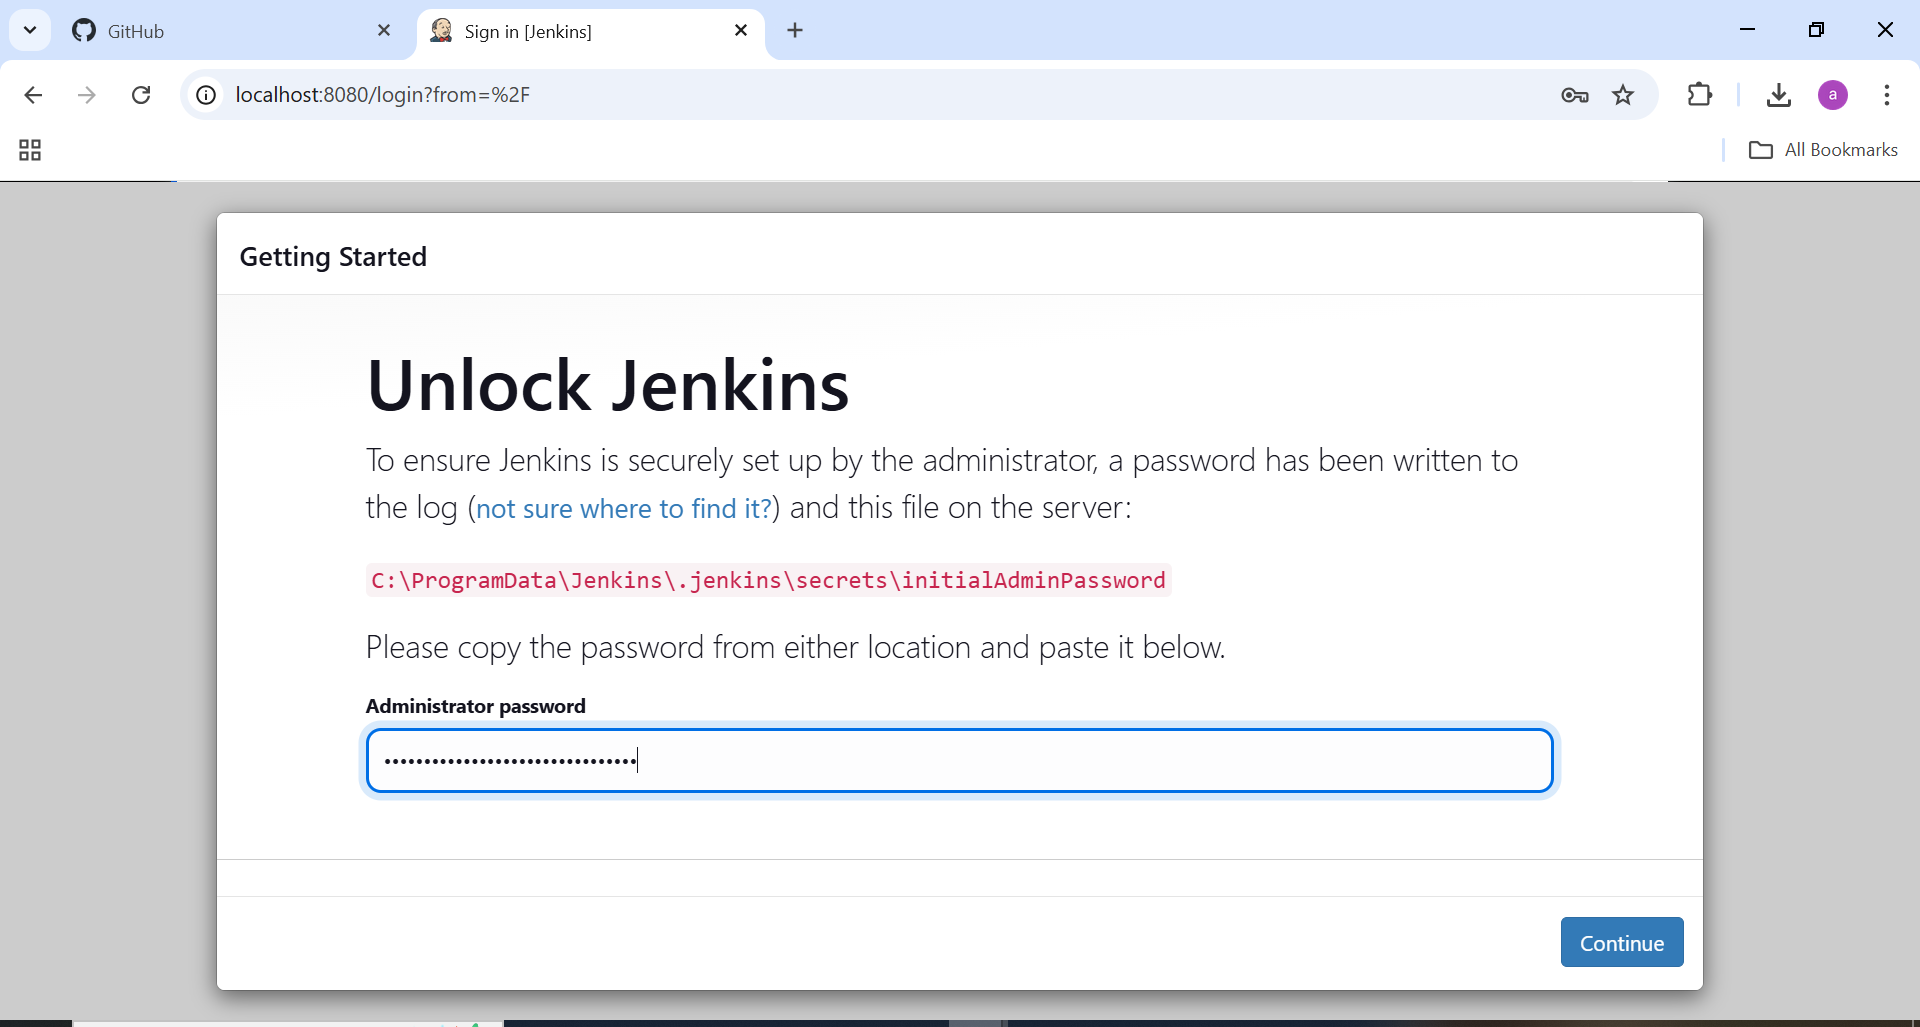 GitHub
Sign in [Jenkins]
localhost:8080/login?from=%2F
a
All Bookmarks
Getting Started
Unlock Jenkins
To ensure Jenkins is securely set up by the administrator, a password has been written to
the log (not sure where to find it?) and this file on the server:
C:\ProgramData\Jenkins\.jenkins\secrets\initialAdminPassword
Please copy the password from either location and paste it below.
Administrator password
••••••••••••••••••••••••••••••••
Continue